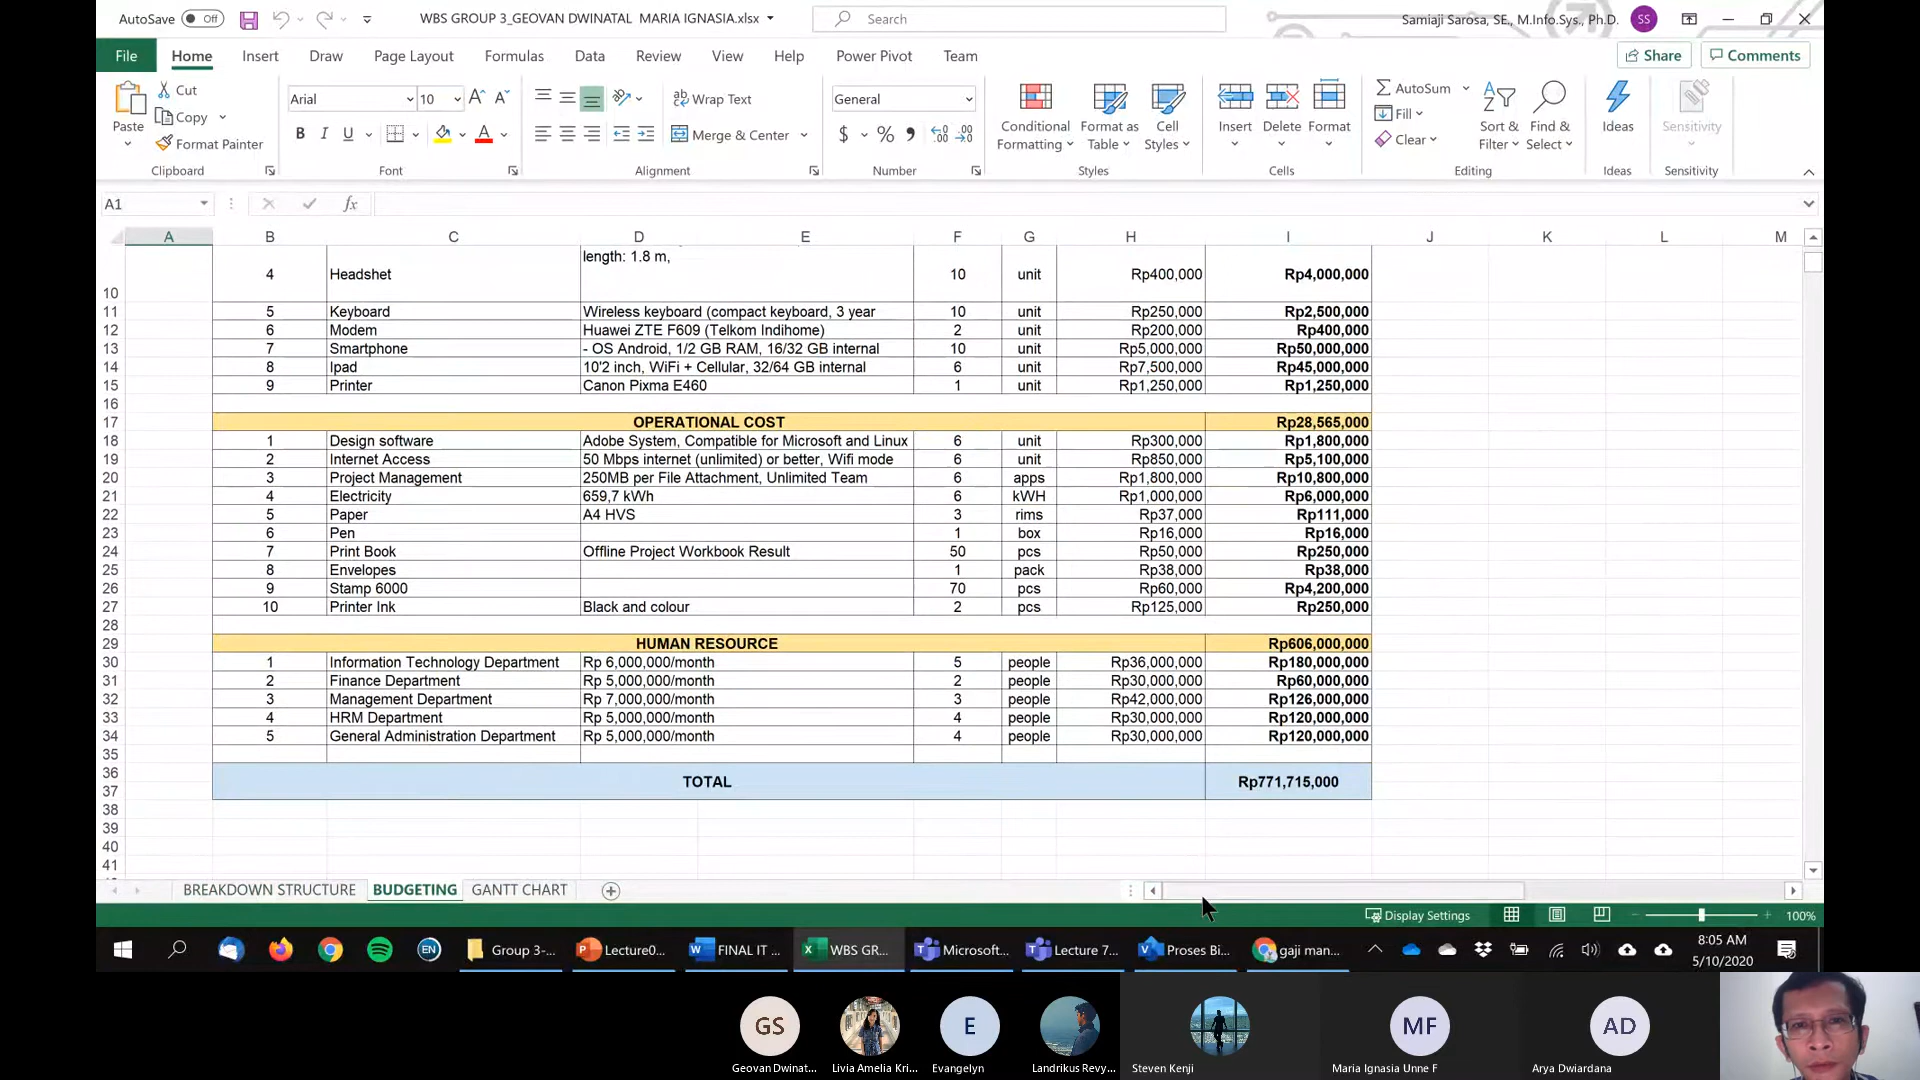 AutoSave Off WBS GROUP 3_GEOVAN DWINATAL MARIA IGNASIA.xlsx Search Samiaji Sarosa, SE., M.Info.Sys., Ph.D. SS
File Home Insert Draw Page Layout Formulas Data Review View Help Power Pivot Team Share Comments
Paste Cut Copy Format Painter
Clipboard
Arial 10
B I U
Font
Wrap Text
Merge & Center
Alignment
General
$ % ,
Number
Conditional Formatting Format as Table Cell Styles
Styles
Insert Delete Format
Cells
AutoSum Fill Clear Sort & Filter Find & Select
Editing
Ideas
Ideas
Sensitivity
Sensitivity
A1 fx
A B C D E F G H I J K L M
length: 1.8 m,
10 4 Headshet 10 unit Rp400,000 Rp4,000,000
11 5 Keyboard Wireless keyboard (compact keyboard, 3 year 10 unit Rp250,000 Rp2,500,000
12 6 Modem Huawei ZTE F609 (Telkom Indihome) 2 unit Rp200,000 Rp400,000
13 7 Smartphone - OS Android, 1/2 GB RAM, 16/32 GB internal 10 unit Rp5,000,000 Rp50,000,000
14 8 Ipad 10'2 inch, WiFi + Cellular, 32/64 GB internal 6 unit Rp7,500,000 Rp45,000,000
15 9 Printer Canon Pixma E460 1 unit Rp1,250,000 Rp1,250,000
16
17 OPERATIONAL COST Rp28,565,000
18 1 Design software Adobe System, Compatible for Microsoft and Linux 6 unit Rp300,000 Rp1,800,000
19 2 Internet Access 50 Mbps internet (unlimited) or better, Wifi mode 6 unit Rp850,000 Rp5,100,000
20 3 Project Management 250MB per File Attachment, Unlimited Team 6 apps Rp1,800,000 Rp10,800,000
21 4 Electricity 659,7 kWh 6 kWH Rp1,000,000 Rp6,000,000
22 5 Paper A4 HVS 3 rims Rp37,000 Rp111,000
23 6 Pen 1 box Rp16,000 Rp16,000
24 7 Print Book Offline Project Workbook Result 50 pcs Rp50,000 Rp250,000
25 8 Envelopes 1 pack Rp38,000 Rp38,000
26 9 Stamp 6000 70 pcs Rp60,000 Rp4,200,000
27 10 Printer Ink Black and colour 2 pcs Rp125,000 Rp250,000
28
29 HUMAN RESOURCE Rp606,000,000
30 1 Information Technology Department Rp 6,000,000/month 5 people Rp36,000,000 Rp180,000,000
31 2 Finance Department Rp 5,000,000/month 2 people Rp30,000,000 Rp60,000,000
32 3 Management Department Rp 7,000,000/month 3 people Rp42,000,000 Rp126,000,000
33 4 HRM Department Rp 5,000,000/month 4 people Rp30,000,000 Rp120,000,000
34 5 General Administration Department Rp 5,000,000/month 4 people Rp30,000,000 Rp120,000,000
35
36 TOTAL Rp771,715,000
37
38
39
40
41
BREAKDOWN STRUCTURE BUDGETING GANTT CHART
Display Settings 100%
EN Group 3-... Lecture0... FINAL IT ... WBS GR... Microsoft... Lecture 7... Proses Bi... gaji man... 8:05 AM
5/10/2020
GS E MF AD
Geovan Dwinat... Livia Amelia Kri... Evangelyn Landrikus Revy... Steven Kenji Maria Ignasia Unne F Arya Dwiardana